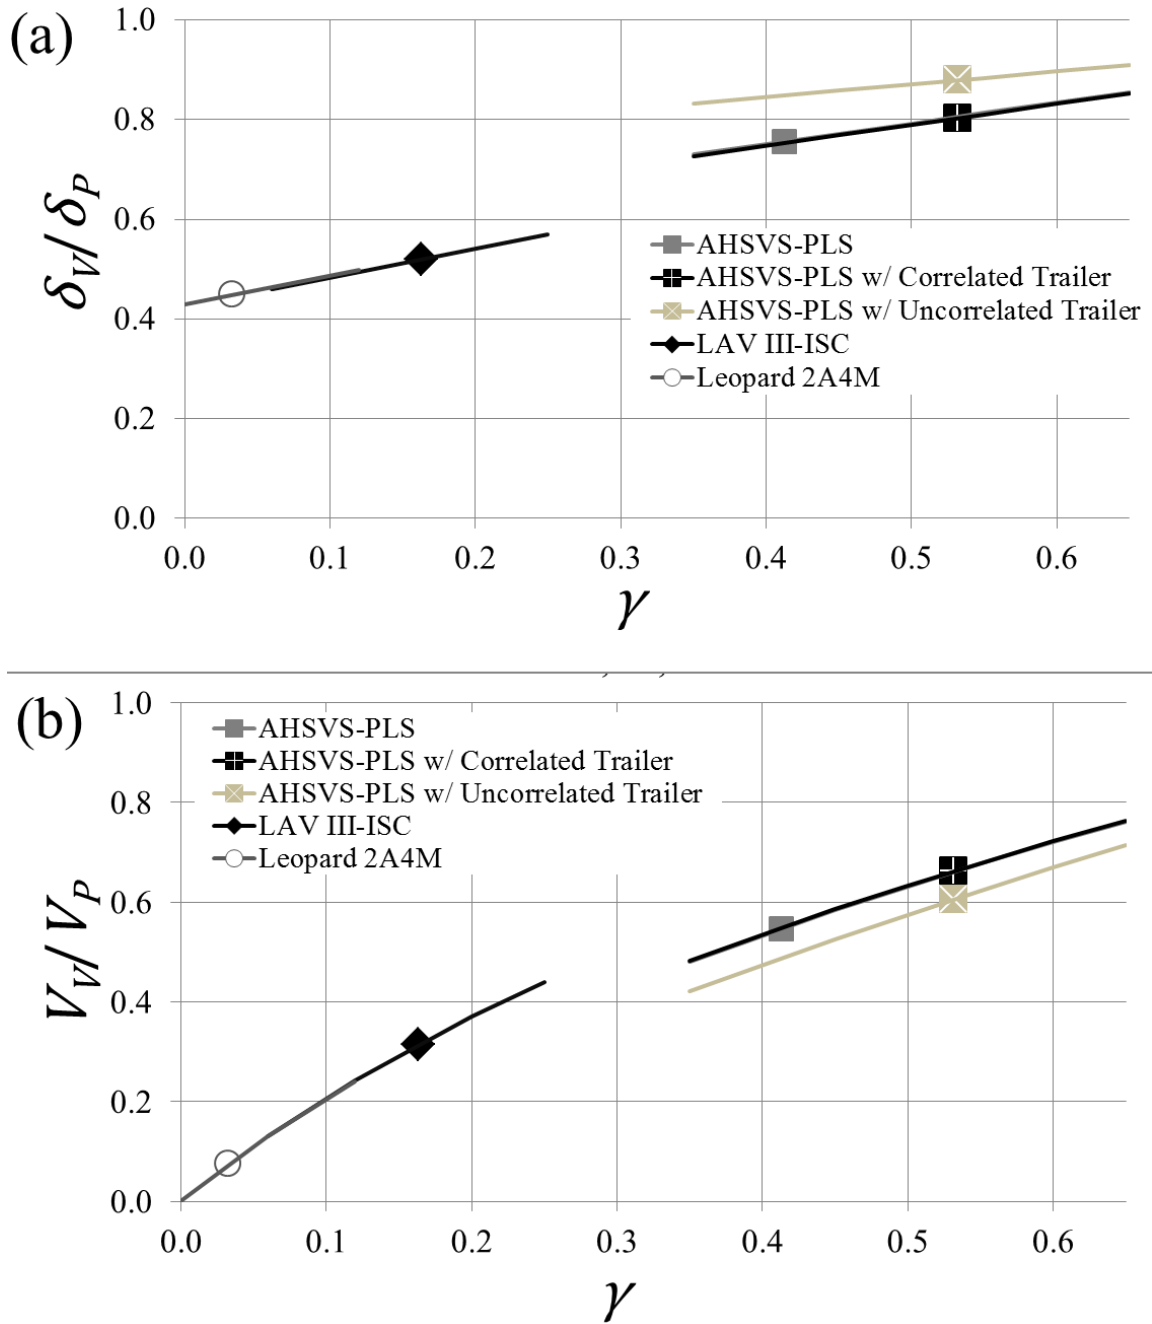 (a)
1.0
0.8
0.6
0.4
0.2
0.0
δV/δP
AHSVS-PLS
AHSVS-PLS w/ Correlated Trailer
AHSVS-PLS w/ Uncorrelated Trailer
LAV III-ISC
Leopard 2A4M
0.0 0.1 0.2 0.3 0.4 0.5 0.6
γ
(b)
1.0
0.8
0.6
0.4
0.2
0.0
VV/VP
AHSVS-PLS
AHSVS-PLS w/ Correlated Trailer
AHSVS-PLS w/ Uncorrelated Trailer
LAV III-ISC
Leopard 2A4M
0.0 0.1 0.2 0.3 0.4 0.5 0.6
γ